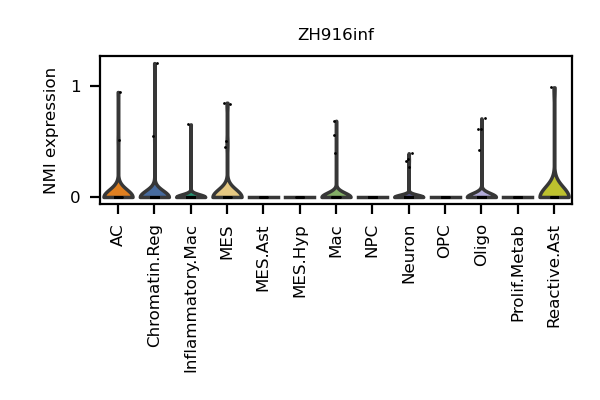 ZH916inf
NMI expression
1
0
AC
Chromatin.Reg
Inflammatory.Mac
MES
MES.Ast
MES.Hyp
Mac
NPC
Neuron
OPC
Oligo
Prolif.Metab
Reactive.Ast